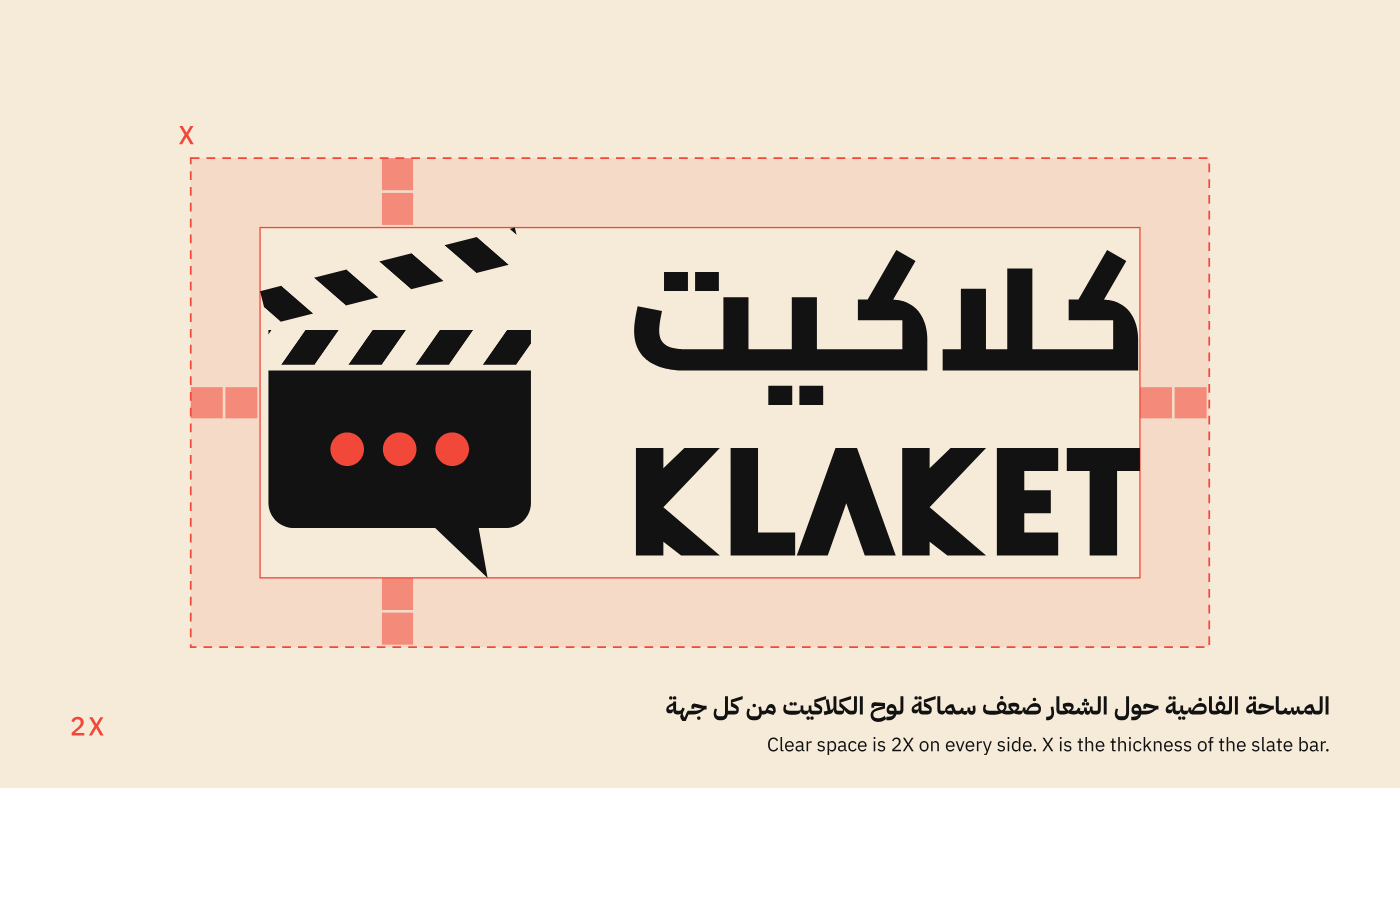 X
كلاكيت
KLAKET
المساحة الفاضية حول الشعار ضعف سماكة لوح الكلاكيت من كل جهة
2X
Clear space is 2X on every side. X is the thickness of the slate bar.